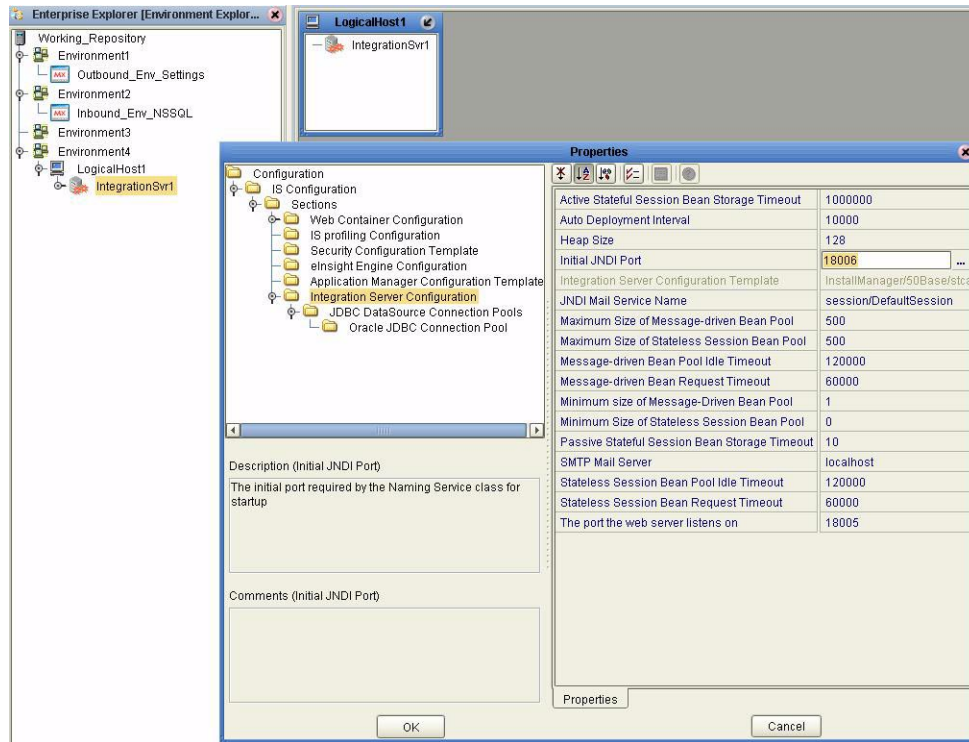 Enterprise Explorer [Environment Explor...
Working_Repository
Environment1
Outbound_Env_Settings
Environment2
Inbound_Env_NSSQL
Environment3
Environment4
LogicalHost1
IntegrationSvr1
LogicalHost1
IntegrationSvr1
Properties
Configuration
IS Configuration
Sections
Web Container Configuration
IS profiling Configuration
Security Configuration Template
eInsight Engine Configuration
Application Manager Configuration Template
Integration Server Configuration
JDBC DataSource Connection Pools
Oracle JDBC Connection Pool
Description (Initial JNDI Port)
The initial port required by the Naming Service class for
startup
Comments (Initial JNDI Port)
Active Stateful Session Bean Storage Timeout 1000000
Auto Deployment Interval 10000
Heap Size 128
Initial JNDI Port 18006 ...
Integration Server Configuration Template InstallManager/50Base/stca
JNDI Mail Service Name session/DefaultSession
Maximum Size of Message-driven Bean Pool 500
Maximum Size of Stateless Session Bean Pool 500
Message-driven Bean Pool Idle Timeout 120000
Message-driven Bean Request Timeout 60000
Minimum size of Message-Driven Bean Pool 1
Minimum Size of Stateless Session Bean Pool 0
Passive Stateful Session Bean Storage Timeout 10
SMTP Mail Server localhost
Stateless Session Bean Pool Idle Timeout 120000
Stateless Session Bean Request Timeout 60000
The port the web server listens on 18005
Properties
OK
Cancel